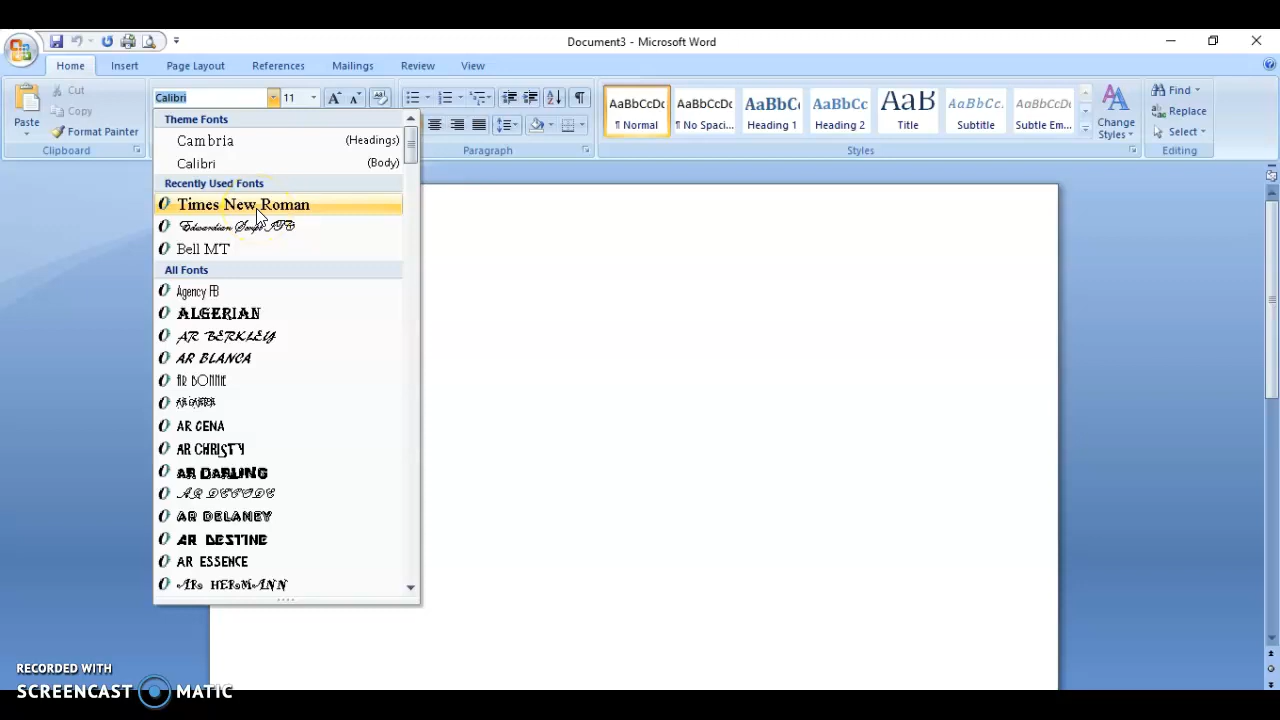 Document3 - Microsoft Word
Home Insert Page Layout References Mailings Review View
Calibri 11
Paste
Cut
Copy
Format Painter
Clipboard
Paragraph
AaBbCcDc AaBbCcDc AaBbC AaBbCc AaB AaBbCc. AaBbCcDc
¶ Normal ¶ No Spaci... Heading 1 Heading 2 Title Subtitle Subtle Em...
Change
Styles
Styles
Find
Replace
Select
Editing
Theme Fonts
Cambria (Headings)
Calibri (Body)
Recently Used Fonts
Times New Roman
Edwardian Script ITC
Bell MT
All Fonts
Agency FB
ALGERIAN
AR BERKLEY
AR BLANCA
AR BONNIE
AR CENA
AR CHRISTY
AR DARLING
AR DECODE
AR DELANEY
AR DESTINE
AR ESSENCE
AR HERMANN
RECORDED WITH
SCREENCAST MATIC